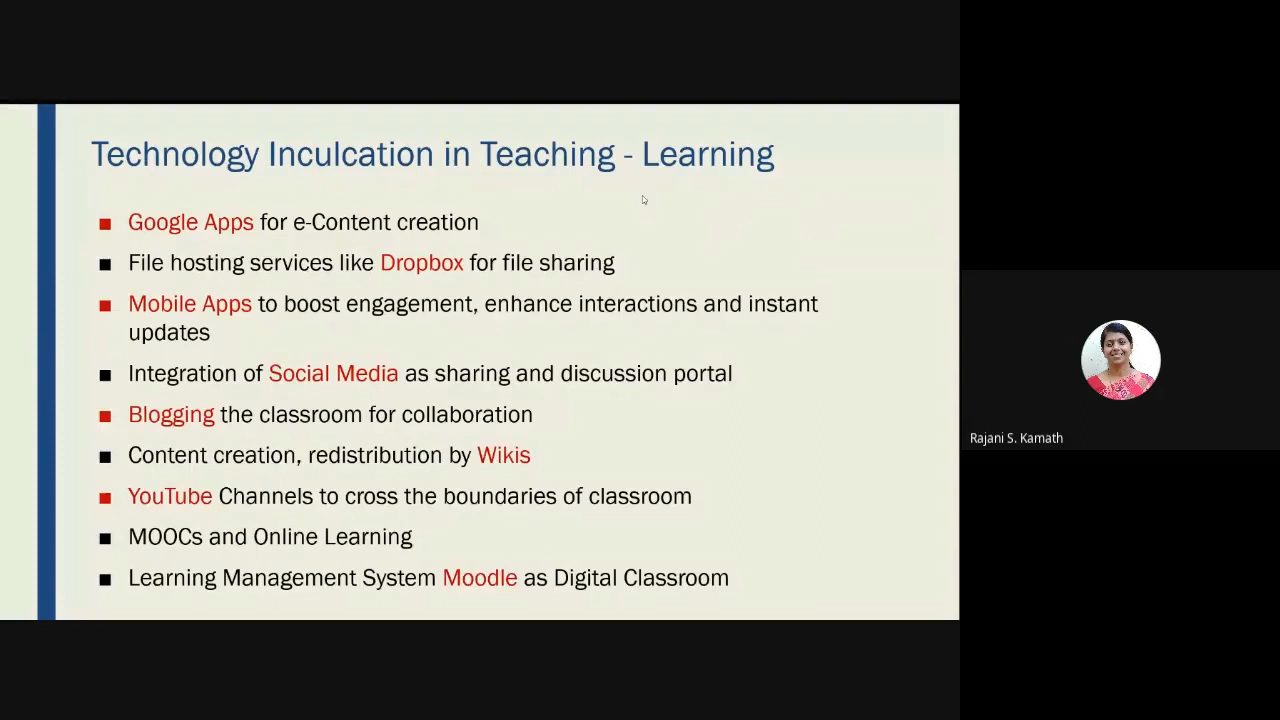 Technology Inculcation in Teaching - Learning
Google Apps for e-Content creation
File hosting services like Dropbox for file sharing
Mobile Apps to boost engagement, enhance interactions and instant
updates
Integration of Social Media as sharing and discussion portal
Blogging the classroom for collaboration
Content creation, redistribution by Wikis
YouTube Channels to cross the boundaries of classroom
MOOCs and Online Learning
Learning Management System Moodle as Digital Classroom
Rajani S. Kamath